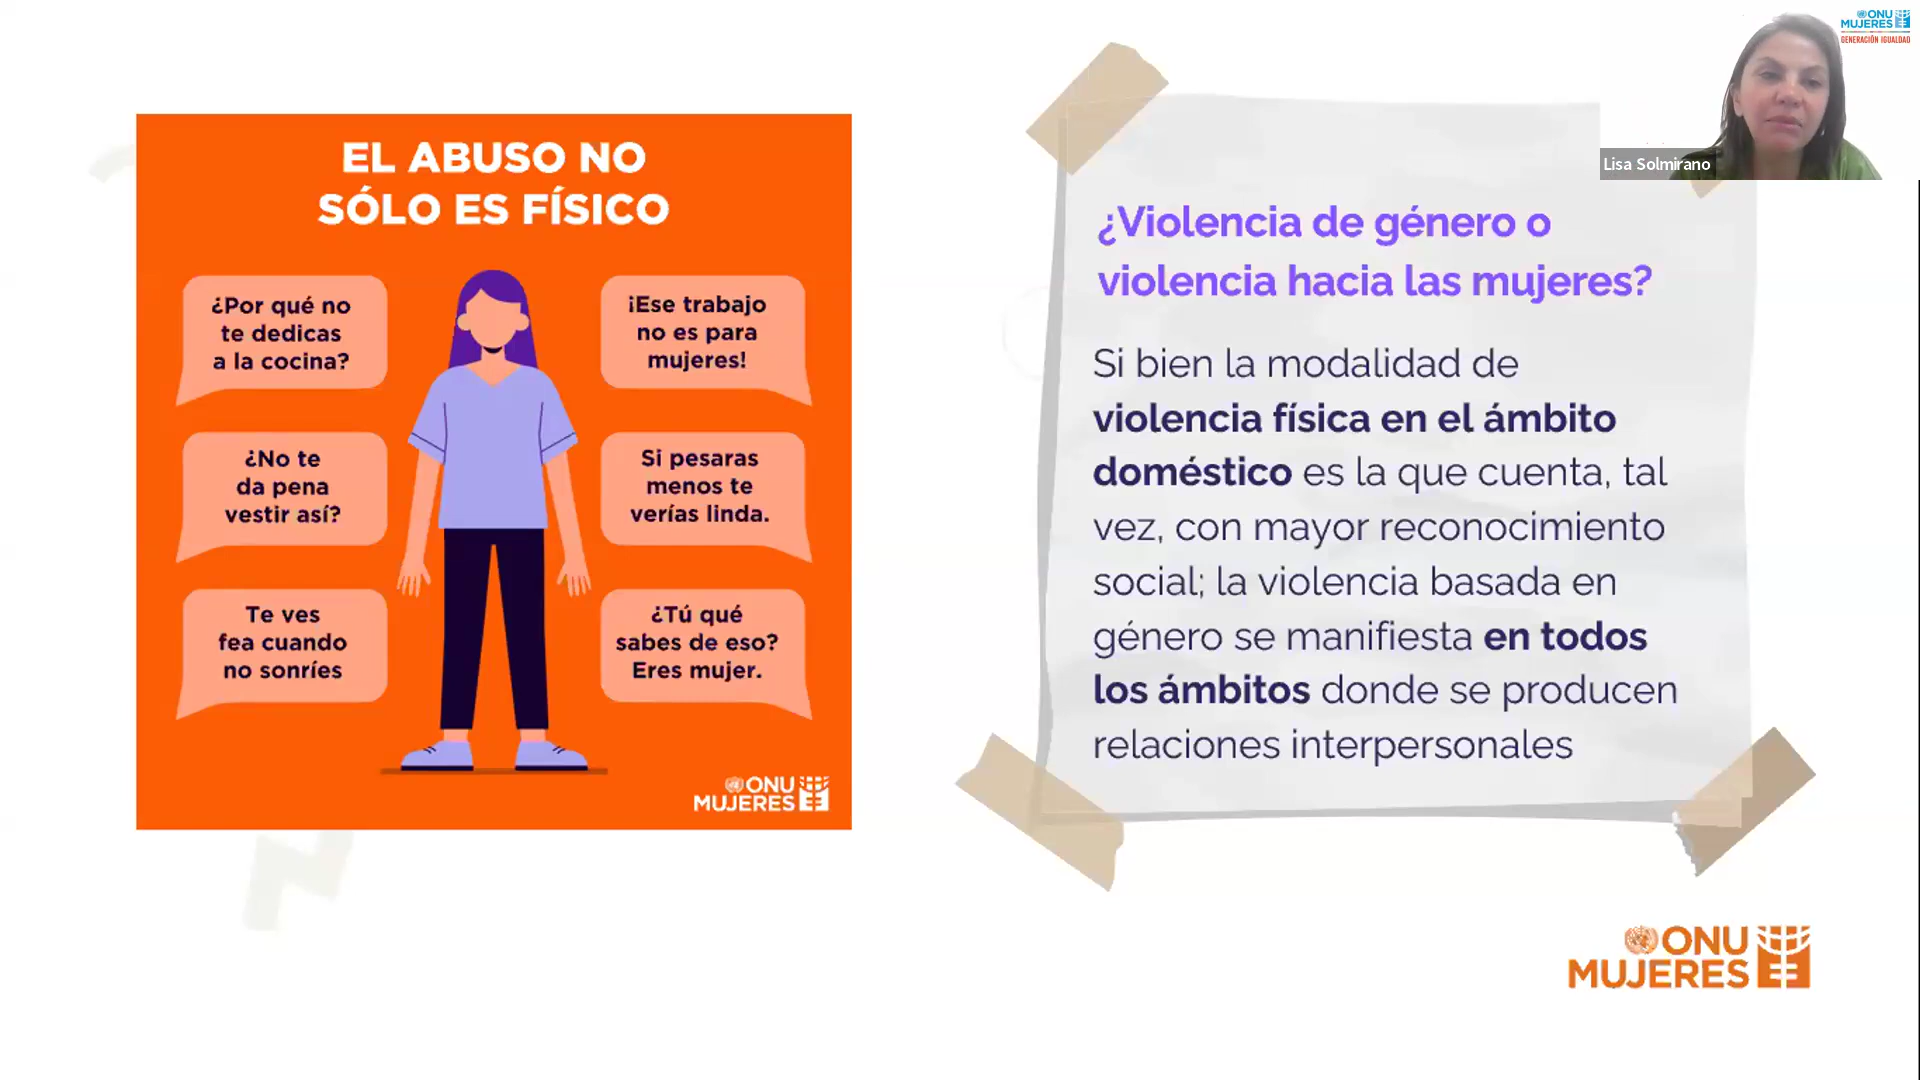 EL ABUSO NO
SÓLO ES FÍSICO
¿Por qué no
te dedicas
a la cocina?
¡Ese trabajo
no es para
mujeres!
¿No te
da pena
vestir así?
Si pesaras
menos te
verías linda.
Te ves
fea cuando
no sonríes
¿Tú qué
sabes de eso?
Eres mujer.
ONU
MUJERES
¿Violencia de género o
violencia hacia las mujeres?
Si bien la modalidad de
violencia física en el ámbito
doméstico es la que cuenta, tal
vez, con mayor reconocimiento
social; la violencia basada en
género se manifiesta en todos
los ámbitos donde se producen
relaciones interpersonales
ONU
MUJERES
GENERACIÓN IGUALDAD
Lisa Solmirano
ONU
MUJERES